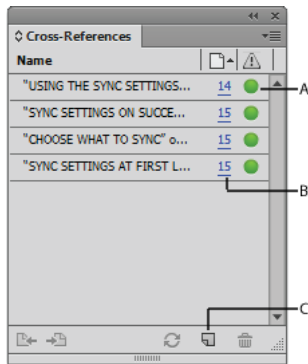 Cross-References
Name
"USING THE SYNC SETTINGS... 14
A
"SYNC SETTINGS ON SUCCE... 15
"CHOOSE WHAT TO SYNC" o... 15
"SYNC SETTINGS AT FIRST L... 15
B
C